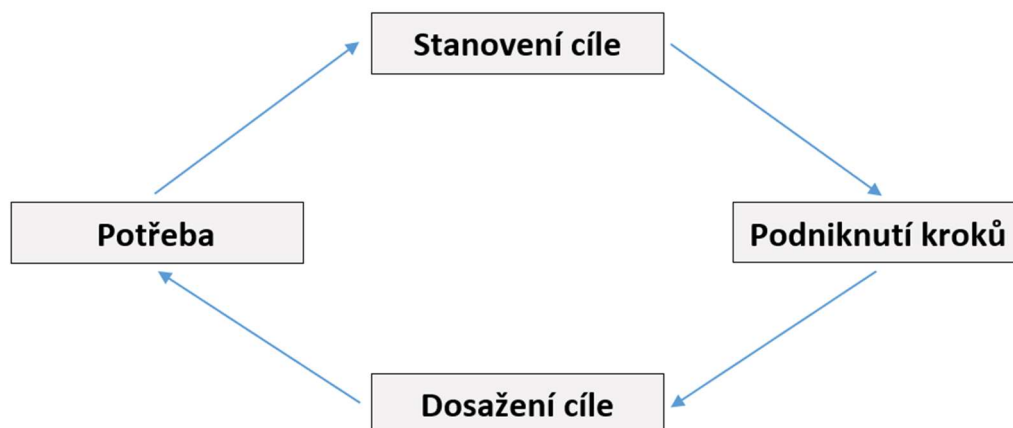 Stanovení cíle
Potřeba
Podniknutí kroků
Dosažení cíle